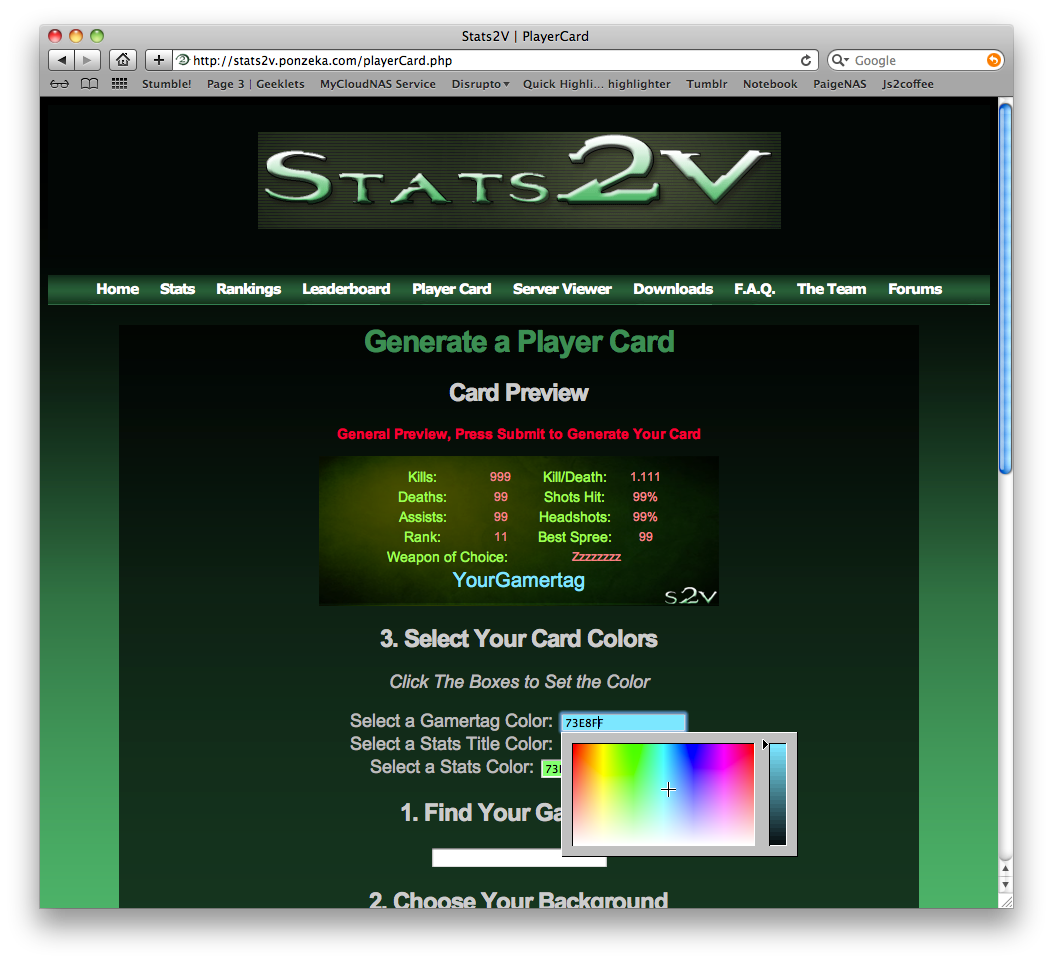 Stats2V | PlayerCard
http://stats2v.ponzeka.com/playerCard.php
Google
Stumble! Page 3 | Geeklets MyCloudNAS Service Disrupto Quick Highli... highlighter Tumblr Notebook PaigeNAS Js2coffee
Stats2V
Home Stats Rankings Leaderboard Player Card Server Viewer Downloads F.A.Q. The Team Forums
Generate a Player Card
Card Preview
General Preview, Press Submit to Generate Your Card
Kills: 999 Kill/Death: 1.111
Deaths: 99 Shots Hit: 99%
Assists: 99 Headshots: 99%
Rank: 11 Best Spree: 99
Weapon of Choice: Zzzzzzzz
YourGamertag
s2v
3. Select Your Card Colors
Click The Boxes to Set the Color
Select a Gamertag Color: 73E8FF
Select a Stats Title Color:
Select a Stats Color:
1. Find Your
2. Choose Your Background